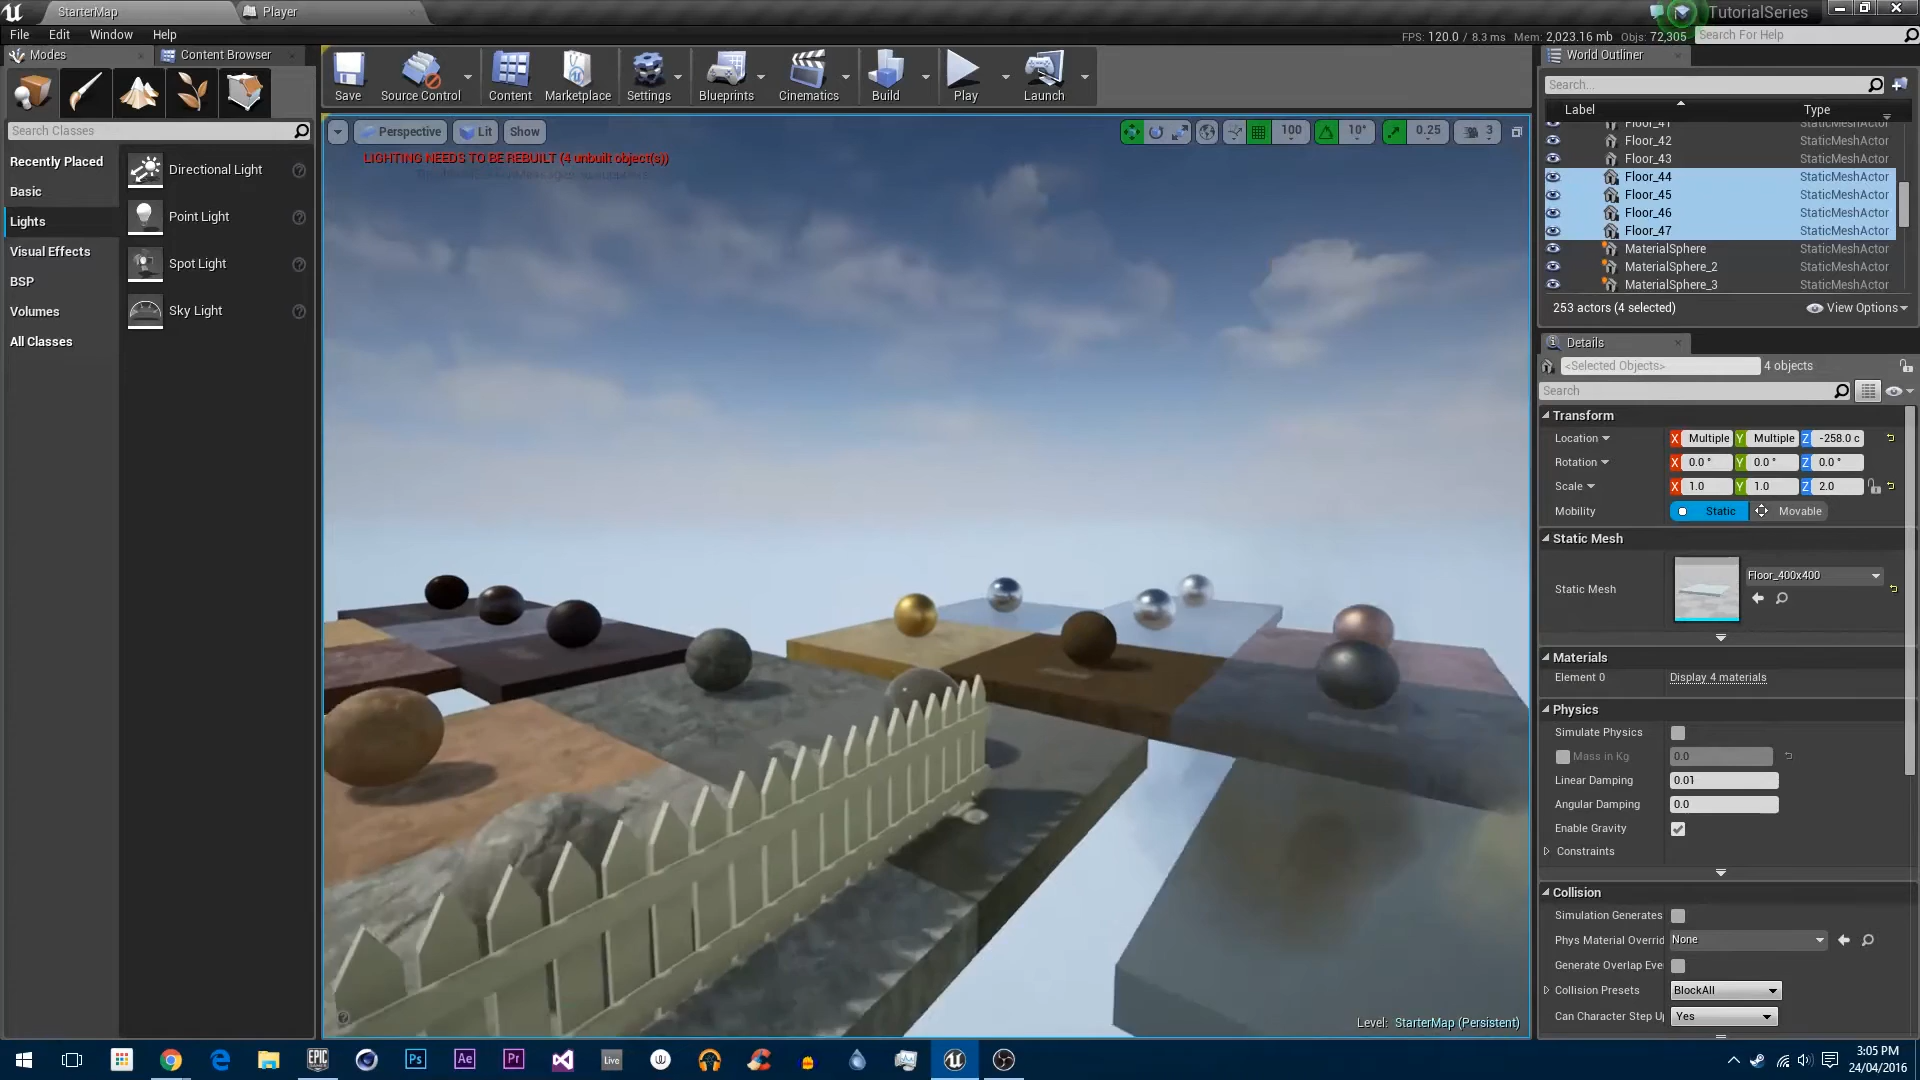 StarterMap
Player
TutorialSeries
File Edit Window Help
FPS: 120.0 / 8.3 ms Mem: 2,023.16 mb Objs: 72,305
Search For Help
Modes
Content Browser
Save
Source Control
Content
Marketplace
Settings
Blueprints
Cinematics
Build
Play
Launch
Search Classes
Recently Placed
Basic
Lights
Visual Effects
BSP
Volumes
All Classes
Directional Light
Point Light
Spot Light
Sky Light
Perspective
Lit
Show
100
10°
0.25
3
LIGHTING NEEDS TO BE REBUILT (4 unbuilt object(s))
Level: StarterMap (Persistent)
World Outliner
Search...
Label Type
Floor_41 StaticMeshActor
Floor_42 StaticMeshActor
Floor_43 StaticMeshActor
Floor_44 StaticMeshActor
Floor_45 StaticMeshActor
Floor_46 StaticMeshActor
Floor_47 StaticMeshActor
MaterialSphere StaticMeshActor
MaterialSphere_2 StaticMeshActor
MaterialSphere_3 StaticMeshActor
253 actors (4 selected)
View Options
Details
<Selected Objects> 4 objects
Search
Transform
Location X Multiple Y Multiple Z -258.0 c
Rotation X 0.0 ° Y 0.0 ° Z 0.0 °
Scale X 1.0 Y 1.0 Z 2.0
Mobility Static Movable
Static Mesh
Static Mesh Floor_400x400
Materials
Element 0 Display 4 materials
Physics
Simulate Physics
Mass in Kg 0.0
Linear Damping 0.01
Angular Damping 0.0
Enable Gravity
Constraints
Collision
Simulation Generates
Phys Material Overrid None
Generate Overlap Eve
Collision Presets BlockAll
Can Character Step Up Yes
EPIC GAMES
Ps
Ae
Pr
Live
3:05 PM
24/04/2016